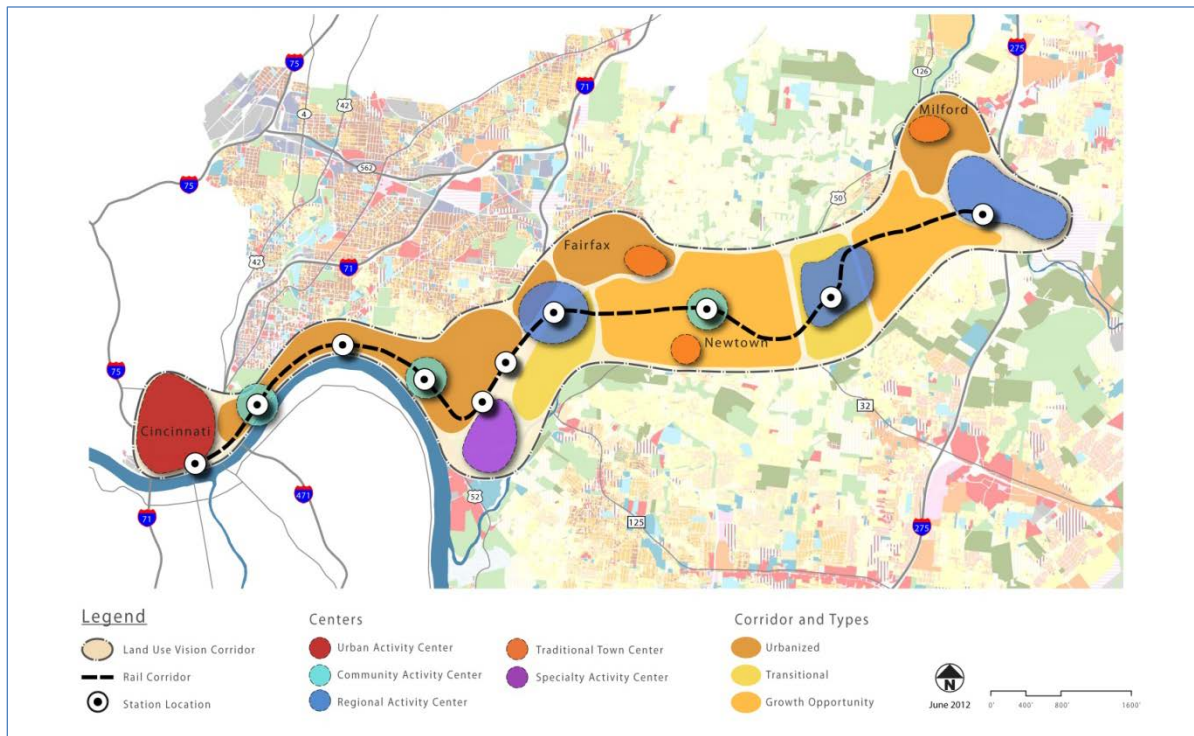 75
71
275
42
4
126
Milford
562
75
50
42
71
Fairfax
Newtown
75
32
Cincinnati
471
52
71
125
275
Legend
Land Use Vision Corridor
Rail Corridor
Station Location
Centers
Urban Activity Center
Community Activity Center
Regional Activity Center
Traditional Town Center
Specialty Activity Center
Corridor and Types
Urbanized
Transitional
Growth Opportunity
N
June 2012
0' 400' 800' 1600'